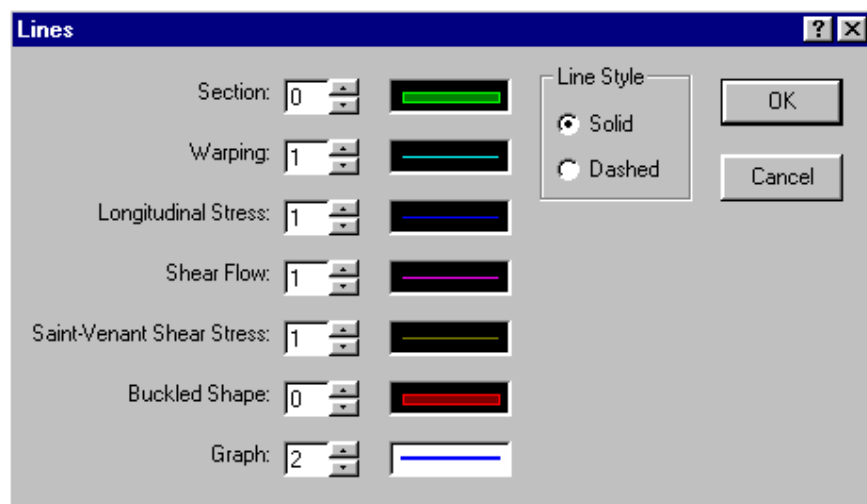 Lines
Section: 0
Warping: 1
Longitudinal Stress: 1
Shear Flow: 1
Saint-Venant Shear Stress: 1
Buckled Shape: 0
Graph: 2
Line Style
Solid
Dashed
OK
Cancel